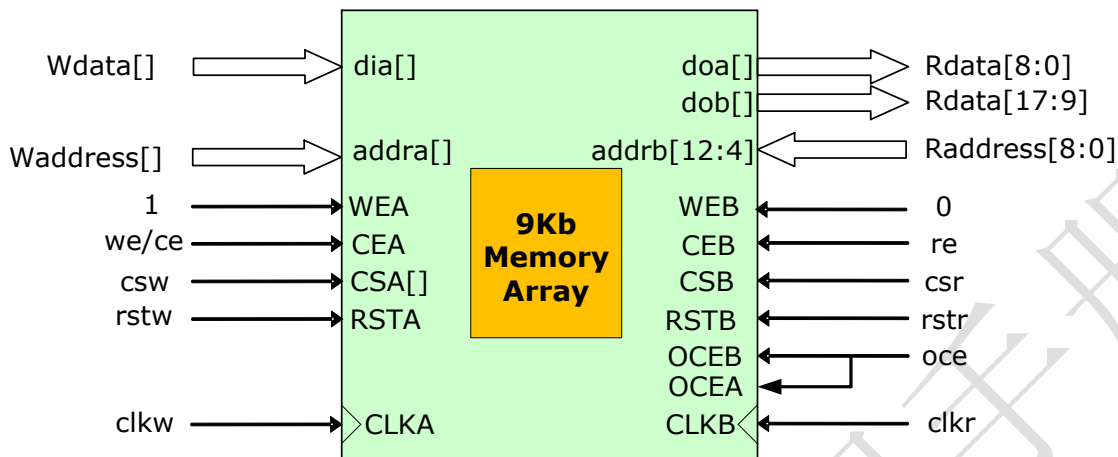 Wdata[] dia[] doa[] Rdata[8:0]
dob[] Rdata[17:9]
Waddress[] addra[] addrb[12:4] Raddress[8:0]
1 WEA 9Kb WEB 0
we/ce CEA Memory CEB re
csw CSA[] Array CSB csr
rstw RSTA RSTB rstr
OCEB oce
OCEA
clkw CLKA CLKB clkr